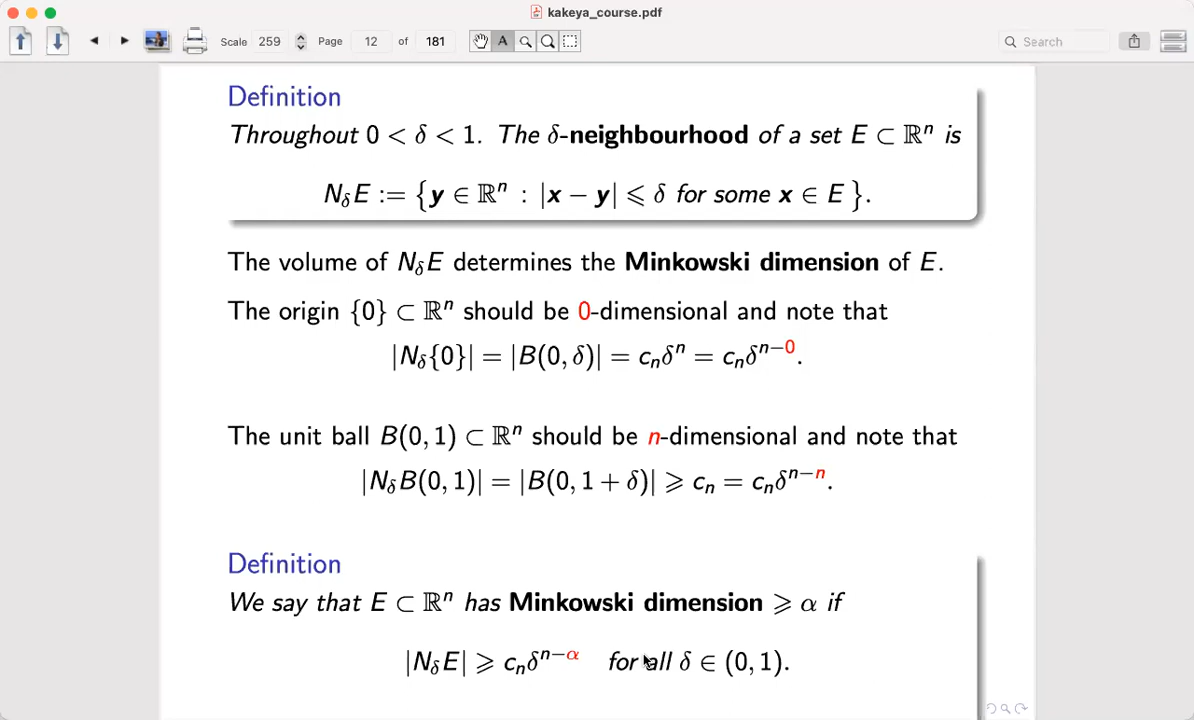 kakeya_course.pdf
Scale 259 Page 12 of 181 A Search
Definition
Throughout 0 < δ < 1. The δ-neighbourhood of a set E ⊂ ℝⁿ is
N_δE := {y ∈ ℝⁿ : |x − y| ⩽ δ for some x ∈ E }.
The volume of N_δE determines the Minkowski dimension of E.
The origin {0} ⊂ ℝⁿ should be 0-dimensional and note that
|N_δ{0}| = |B(0, δ)| = c_nδⁿ = c_nδⁿ⁻⁰.
The unit ball B(0, 1) ⊂ ℝⁿ should be n-dimensional and note that
|N_δB(0, 1)| = |B(0, 1 + δ)| ⩾ c_n = c_nδⁿ⁻ⁿ.
Definition
We say that E ⊂ ℝⁿ has Minkowski dimension ⩾ α if
|N_δE| ⩾ c_nδ^{n−α} for all δ ∈ (0, 1).